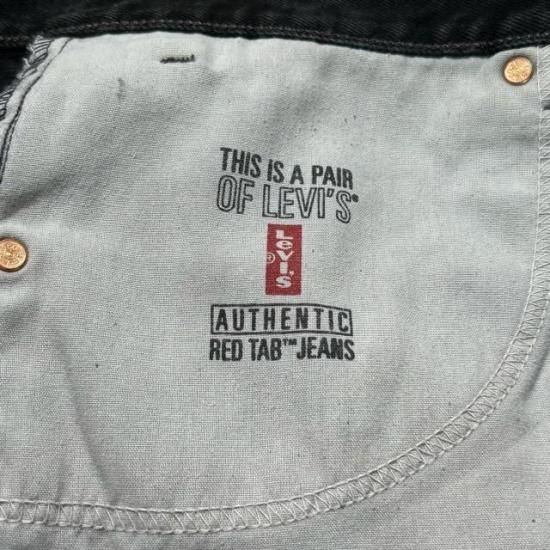 THIS IS A PAIR
OF LEVI'S®
Levi's®
AUTHENTIC
RED TAB™ JEANS